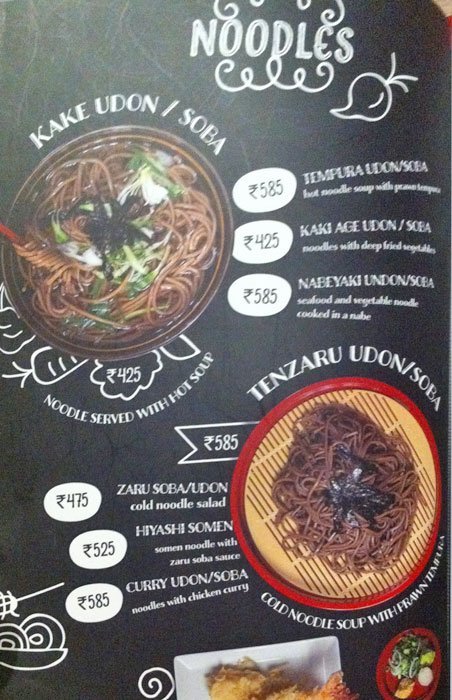 NOODLES
KAKE UDON / SOBA
₹425
NOODLE SERVED WITH HOT SOUP
₹585
TEMPURA UDON/SOBA
hot noodle soup with prawn tempura
₹425
KAKI AGE UDON / SOBA
noodles with deep fried vegetables
₹585
NABEYAKI UNDON/SOBA
seafood and vegetable noodle
cooked in a nabe
TENZARU UDON/SOBA
₹585
COLD NOODLE SOUP WITH PRAWN TEMPURA
₹475
ZARU SOBA/UDON
cold noodle salad
₹525
HIYASHI SOMEN
somen noodle with
zaru soba sauce
₹585
CURRY UDON/SOBA
noodles with chicken curry